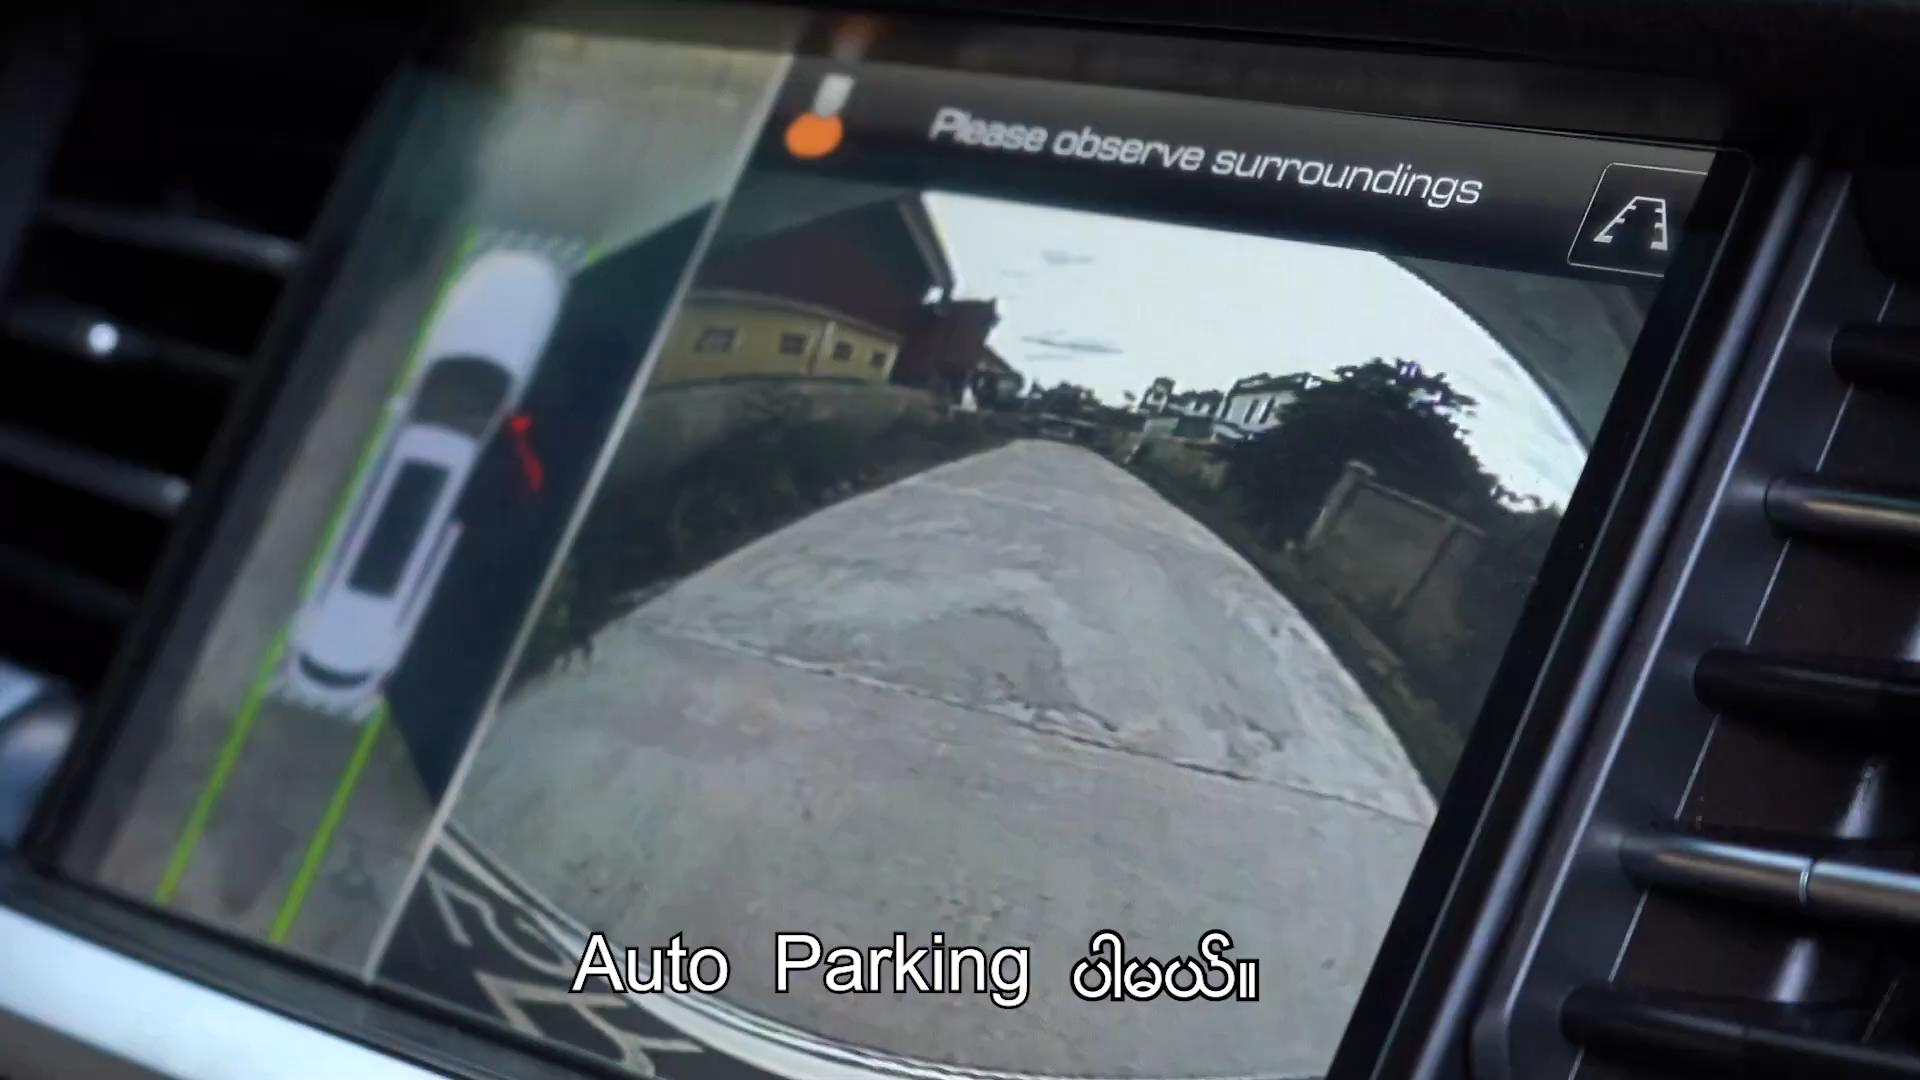 Please observe surroundings
Auto Parking ပါမယ်။